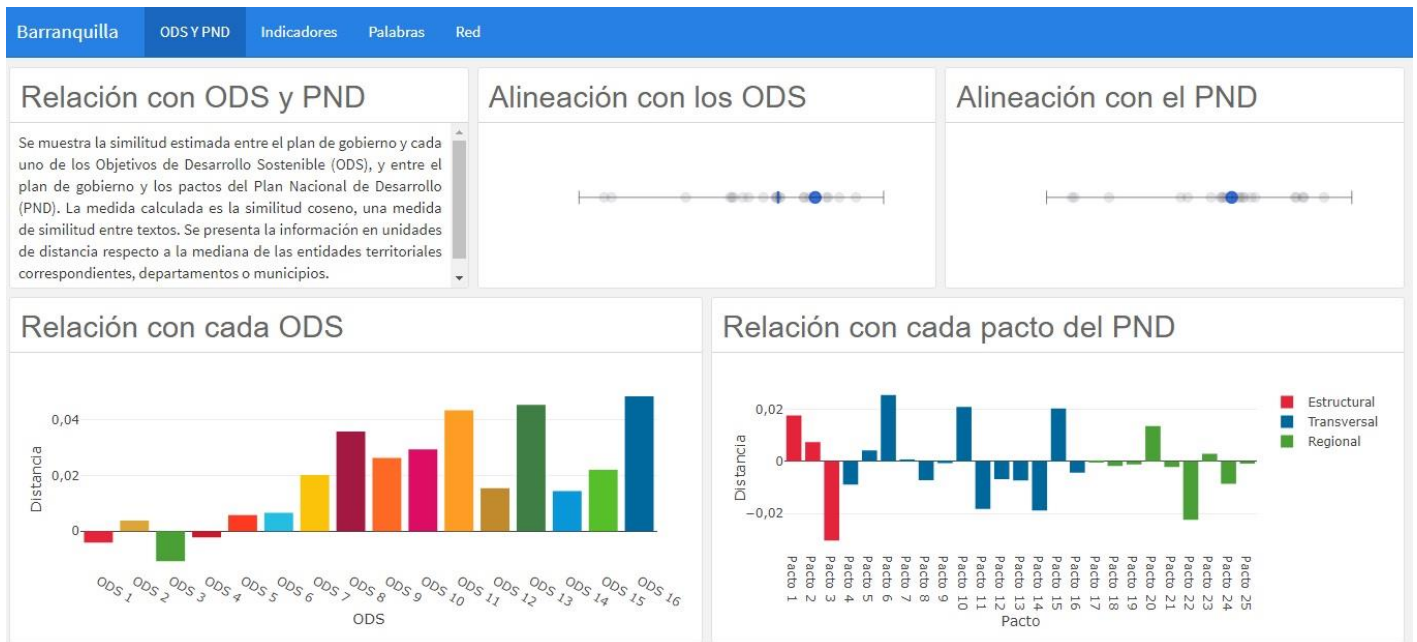 Barranquilla ODS Y PND Indicadores Palabras Red
Relación con ODS y PND
Se muestra la similitud estimada entre el plan de gobierno y cada
uno de los Objetivos de Desarrollo Sostenible (ODS), y entre el
plan de gobierno y los pactos del Plan Nacional de Desarrollo
(PND). La medida calculada es la similitud coseno, una medida
de similitud entre textos. Se presenta la información en unidades
de distancia respecto a la mediana de las entidades territoriales
correspondientes, departamentos o municipios.
Alineación con los ODS
Alineación con el PND
Relación con cada ODS
Distancia
0,04
0,02
0
ODS 1
ODS 2
ODS 3
ODS 4
ODS 5
ODS 6
ODS 7
ODS 8
ODS 9
ODS 10
ODS 11
ODS 12
ODS 13
ODS 14
ODS 15
ODS 16
ODS
Relación con cada pacto del PND
Distancia
0,02
0
−0,02
Pacto 1
Pacto 2
Pacto 3
Pacto 4
Pacto 5
Pacto 6
Pacto 7
Pacto 8
Pacto 9
Pacto 10
Pacto 11
Pacto 12
Pacto 13
Pacto 14
Pacto 15
Pacto 16
Pacto 17
Pacto 18
Pacto 19
Pacto 20
Pacto 21
Pacto 22
Pacto 23
Pacto 24
Pacto 25
Pacto
Estructural
Transversal
Regional